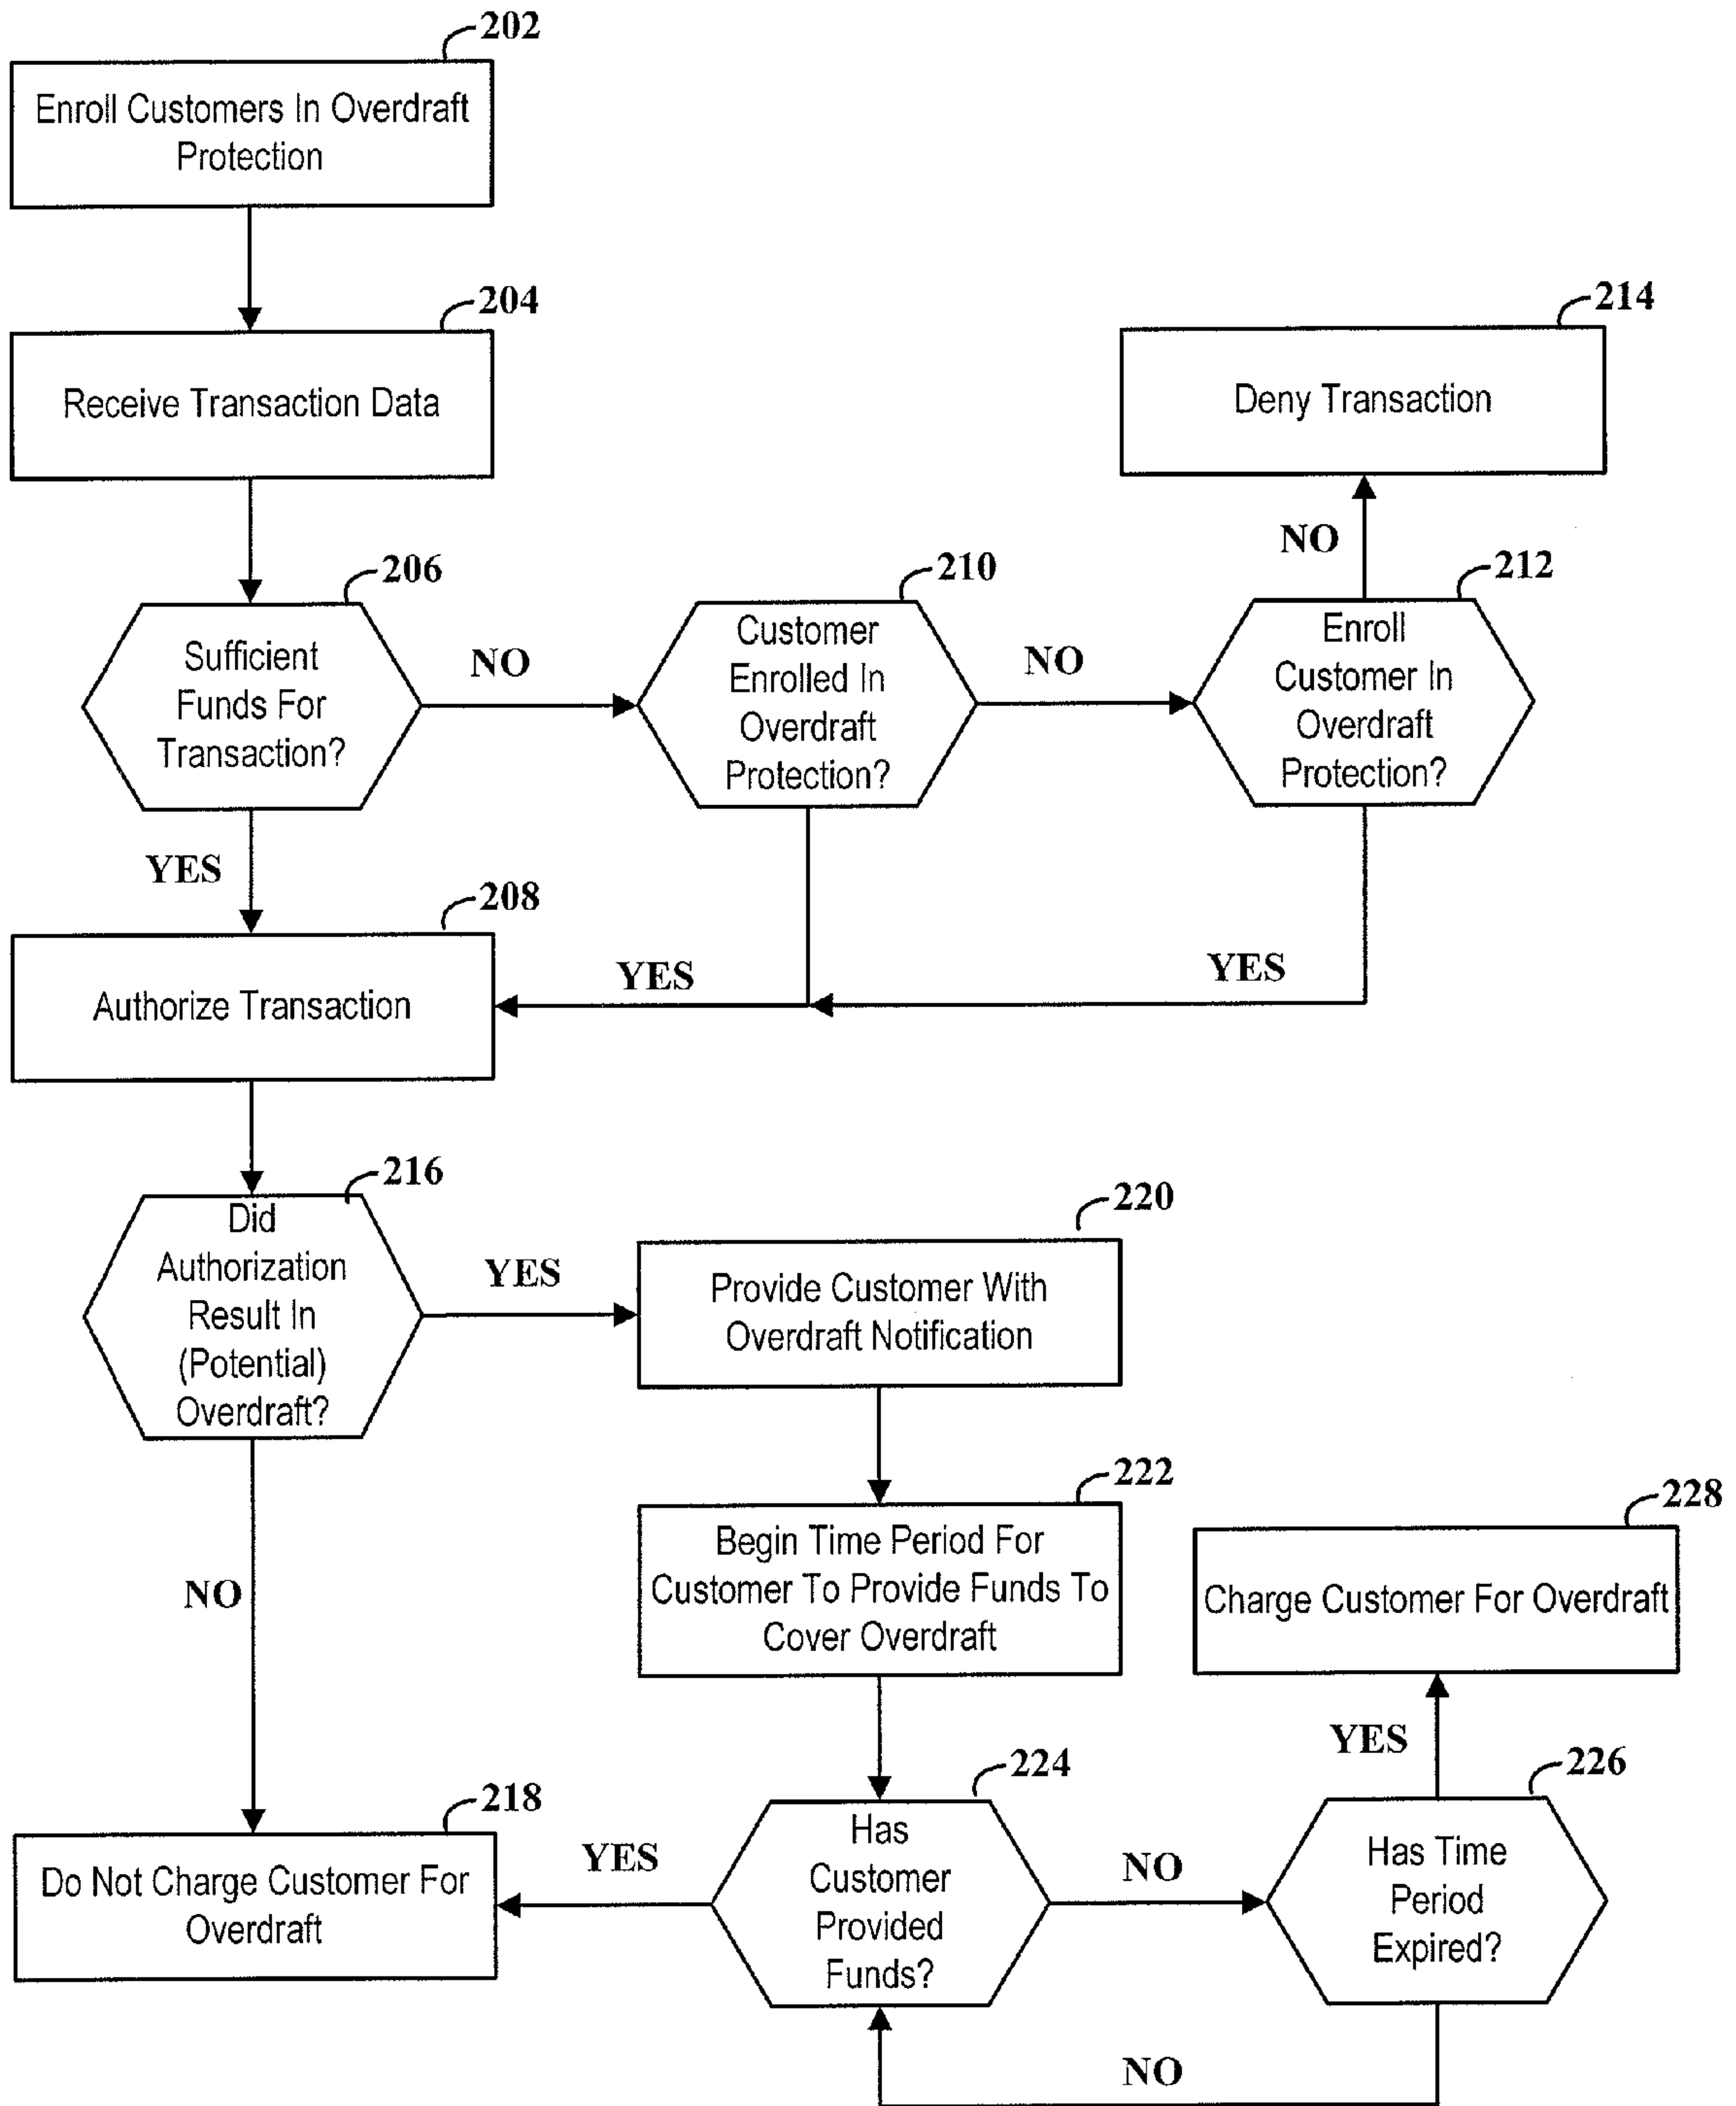 202
Enroll Customers In Overdraft
Protection
204
Receive Transaction Data
214
Deny Transaction
NO
206
Sufficient
Funds For
Transaction?
NO
210
Customer
Enrolled In
Overdraft
Protection?
NO
212
Enroll
Customer In
Overdraft
Protection?
YES
208
Authorize Transaction
YES
YES
216
Did
Authorization
Result In
(Potential)
Overdraft?
YES
220
Provide Customer With
Overdraft Notification
222
Begin Time Period For
Customer To Provide Funds To
Cover Overdraft
228
Charge Customer For Overdraft
NO
YES
218
Do Not Charge Customer For
Overdraft
YES
224
Has
Customer
Provided
Funds?
NO
226
Has Time
Period
Expired?
NO